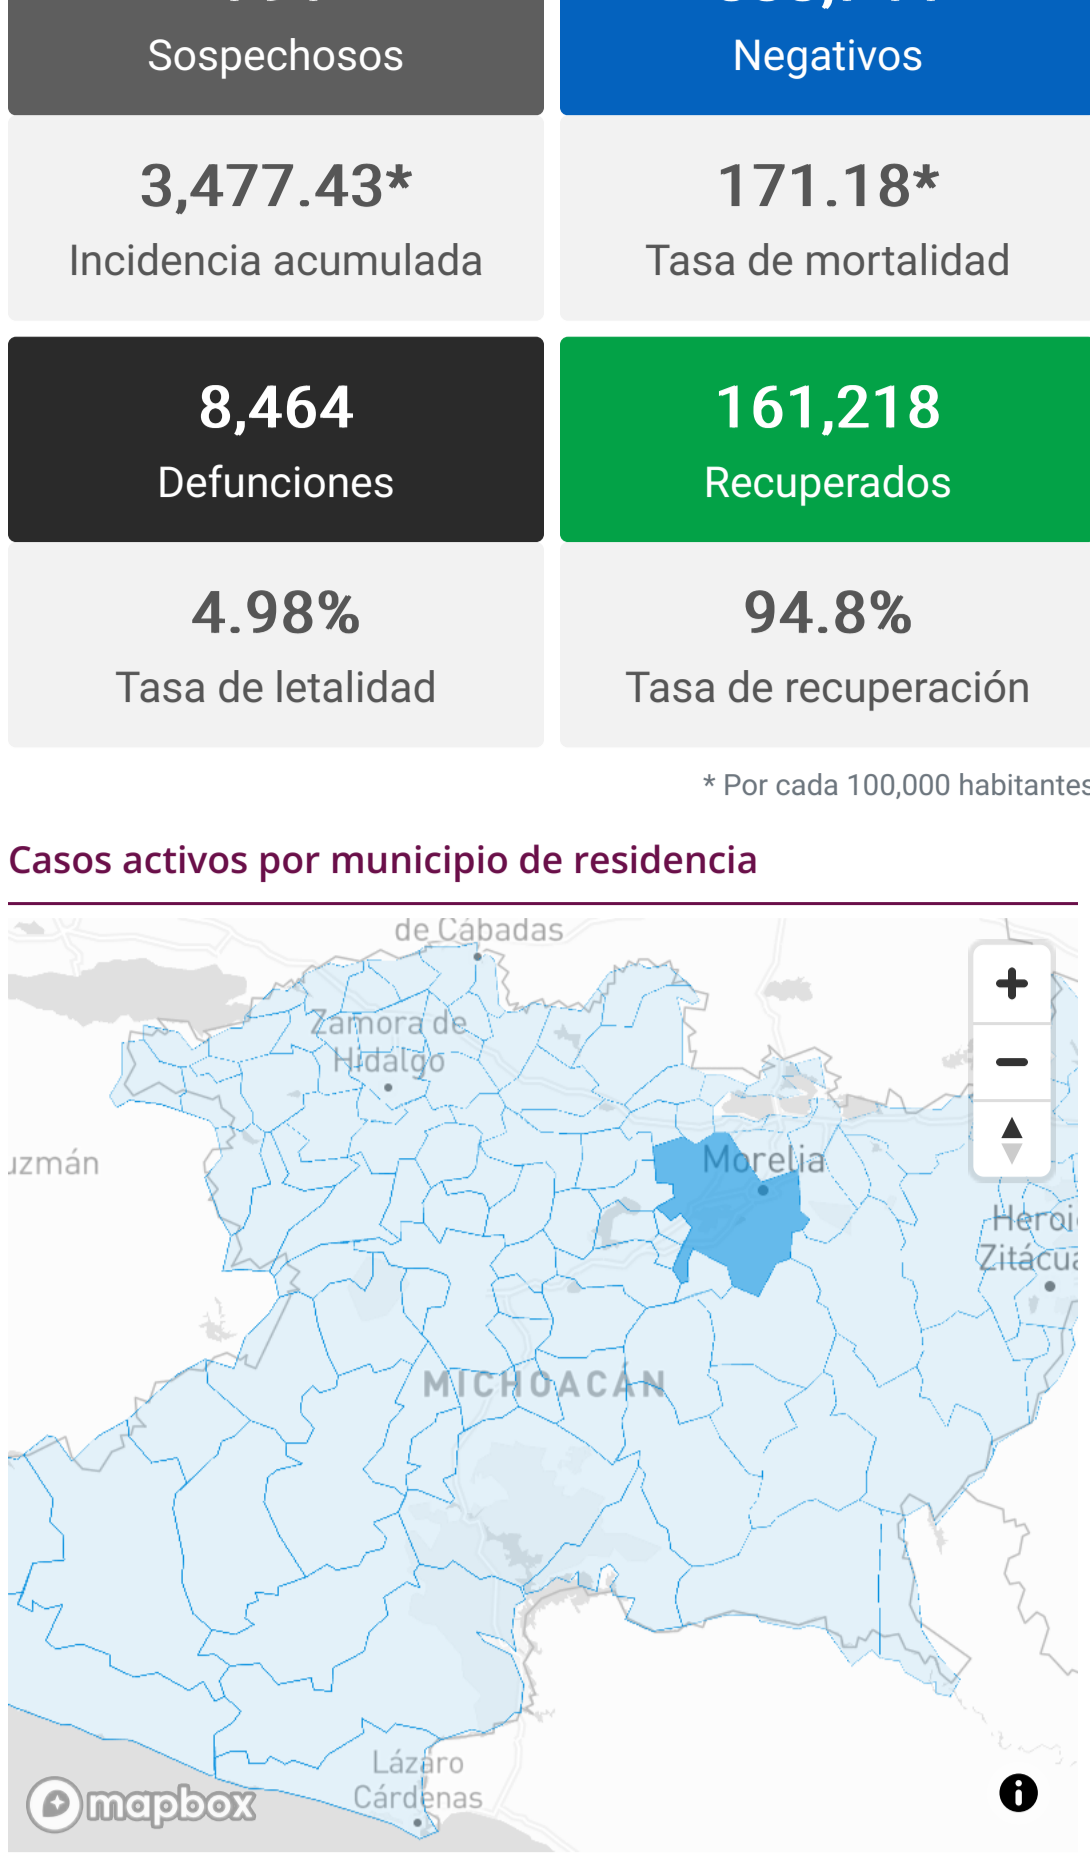 Sospechosos
Negativos
3,477.43*
Incidencia acumulada
171.18*
Tasa de mortalidad
8,464
Defunciones
161,218
Recuperados
4.98%
Tasa de letalidad
94.8%
Tasa de recuperación
* Por cada 100,000 habitantes
Casos activos por municipio de residencia
de Cabadas
Zamora de
Hidalgo
Morelia
uzmán
Heroi
Zitácua
MICHOACÁN
Lázaro
Cárdenas
mapbox